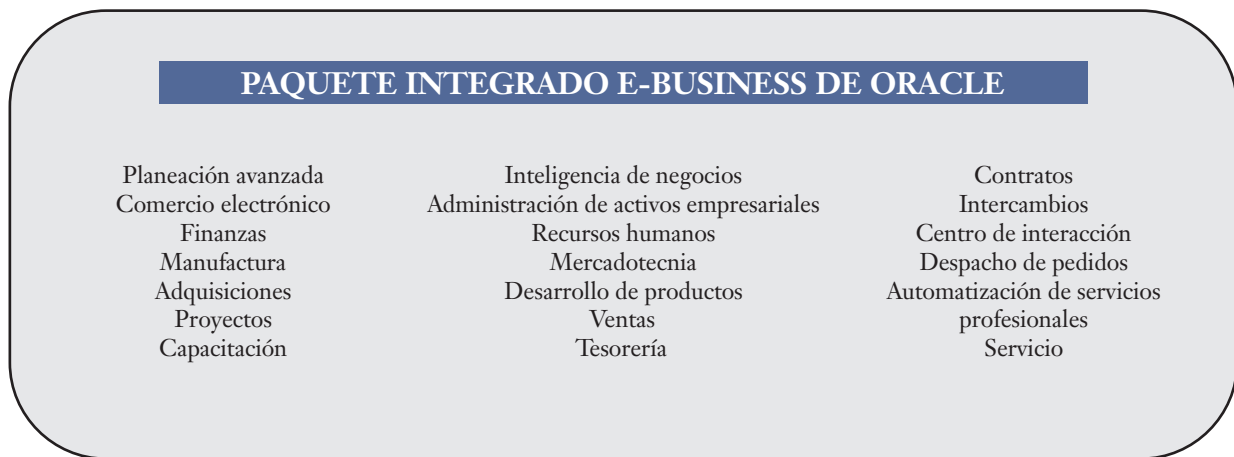 PAQUETE INTEGRADO E-BUSINESS DE ORACLE
Planeación avanzada
Comercio electrónico
Finanzas
Manufactura
Adquisiciones
Proyectos
Capacitación
Inteligencia de negocios
Administración de activos empresariales
Recursos humanos
Mercadotecnia
Desarrollo de productos
Ventas
Tesorería
Contratos
Intercambios
Centro de interacción
Despacho de pedidos
Automatización de servicios
profesionales
Servicio